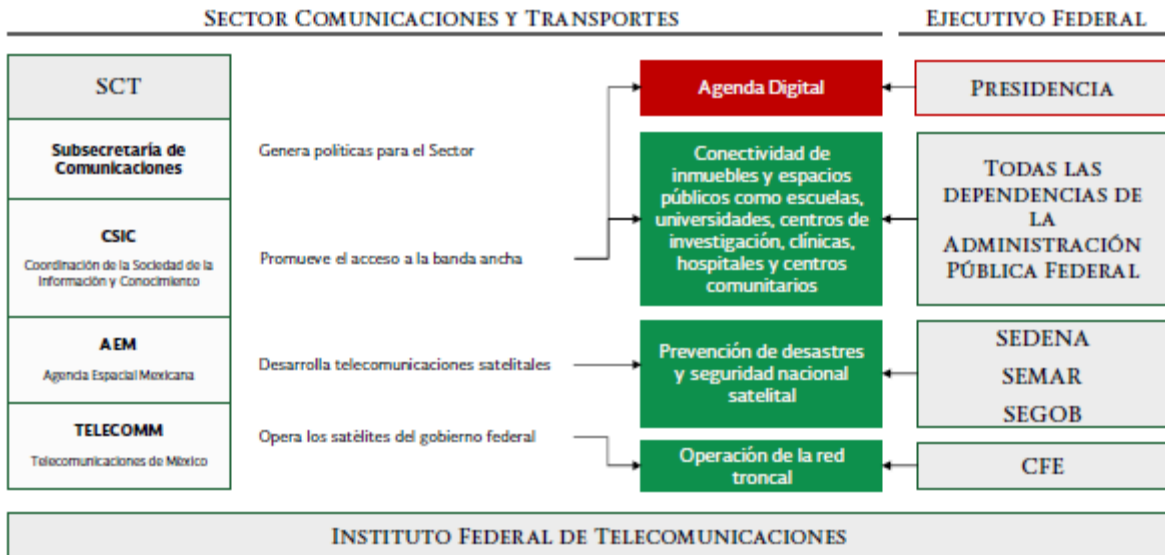 SECTOR COMUNICACIONES Y TRANSPORTES
EJECUTIVO FEDERAL
SCT
Subsecretaría de
Comunicaciones
CSIC
Coordinación de la Sociedad de la
Información y Conocimiento
AEM
Agencia Espacial Mexicana
TELECOMM
Telecomunicaciones de México
Genera políticas para el Sector
Promueve el acceso a la banda ancha
Desarrolla telecomunicaciones satelitales
Opera los satélites del gobierno federal
Agenda Digital
Conectividad de
inmuebles y espacios
públicos como escuelas,
universidades, centros de
investigación, clínicas,
hospitales y centros
comunitarios
Prevención de desastres
y seguridad nacional
satelital
Operación de la red
troncal
PRESIDENCIA
TODAS LAS
DEPENDENCIAS DE
LA
ADMINISTRACIÓN
PÚBLICA FEDERAL
SEDENA
SEMAR
SEGOB
CFE
INSTITUTO FEDERAL DE TELECOMUNICACIONES